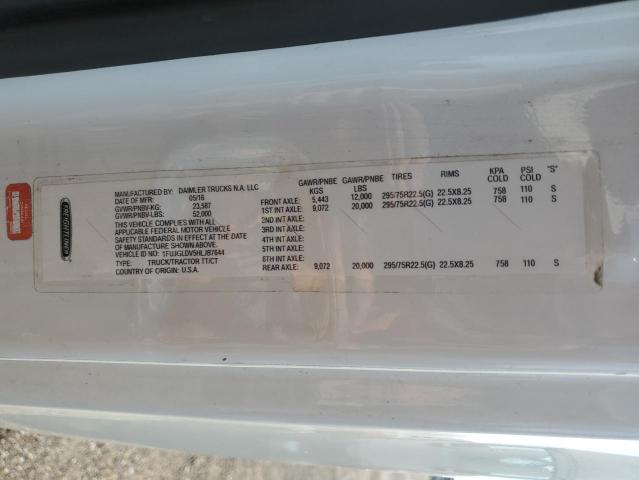 FREIGHTLINER
MANUFACTURED BY: DAIMLER TRUCKS N.A. LLC
DATE OF MFR: 05/16
GVWR/PNBV-KG: 23,587
GVWR/PNBV-LBS: 52,000
THIS VEHICLE COMPLIES WITH ALL
APPLICABLE FEDERAL MOTOR VEHICLE
SAFETY STANDARDS IN EFFECT AT THE DATE
OF MANUFACTURE SHOWN ABOVE.
VEHICLE ID NO:
TYPE: TRUCK/TRACTOR TT/CT
COUNTRY OF ORIGIN: U.S.A.
GAWR/PNBE GAWR/PNBE TIRES RIMS KPA PSI "S"
KGS LBS COLD COLD
FRONT AXLE: 5,443 12,000 295/75R22.5(G) 22.5X8.25 758 110 S
1ST INT AXLE: 9,072 20,000 295/75R22.5(G) 22.5X8.25 758 110 S
2ND INT AXLE:
3RD INT AXLE:
4TH INT AXLE:
5TH INT AXLE:
6TH INT AXLE:
REAR AXLE: 9,072 20,000 295/75R22.5(G) 22.5X8.25 758 110 S